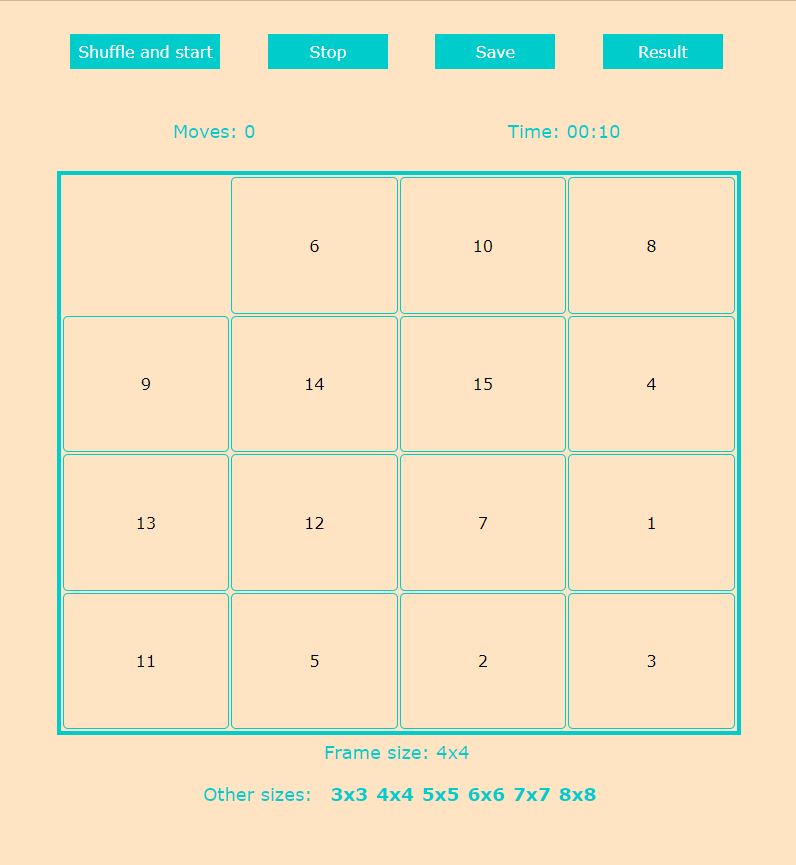 Shuffle and start Stop Save Result
Moves: 0 Time: 00:10
6 10 8
9 14 15 4
13 12 7 1
11 5 2 3
Frame size: 4x4
Other sizes: 3x3 4x4 5x5 6x6 7x7 8x8